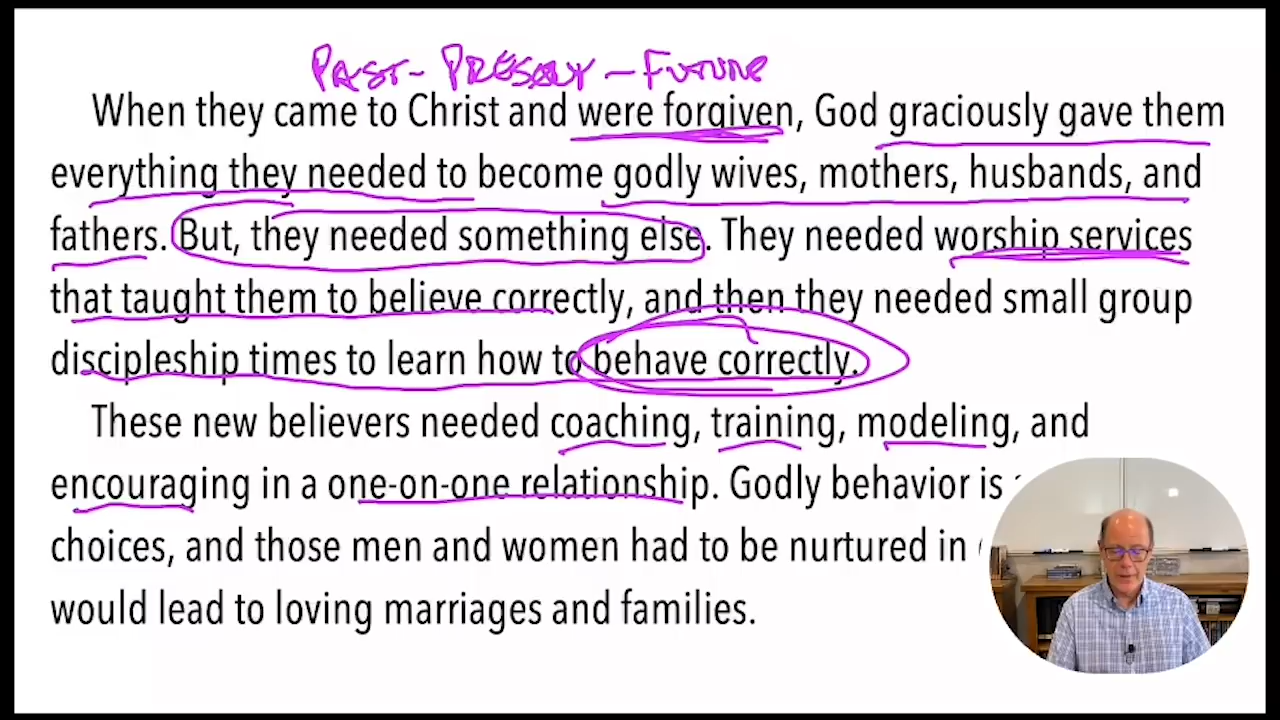 PAST - PRESENT - FUTURE
When they came to Christ and were forgiven, God graciously gave them
everything they needed to become godly wives, mothers, husbands, and
fathers. But, they needed something else. They needed worship services
that taught them to believe correctly, and then they needed small group
discipleship times to learn how to behave correctly.
These new believers needed coaching, training, modeling, and
encouraging in a one-on-one relationship. Godly behavior is
choices, and those men and women had to be nurtured in
would lead to loving marriages and families.